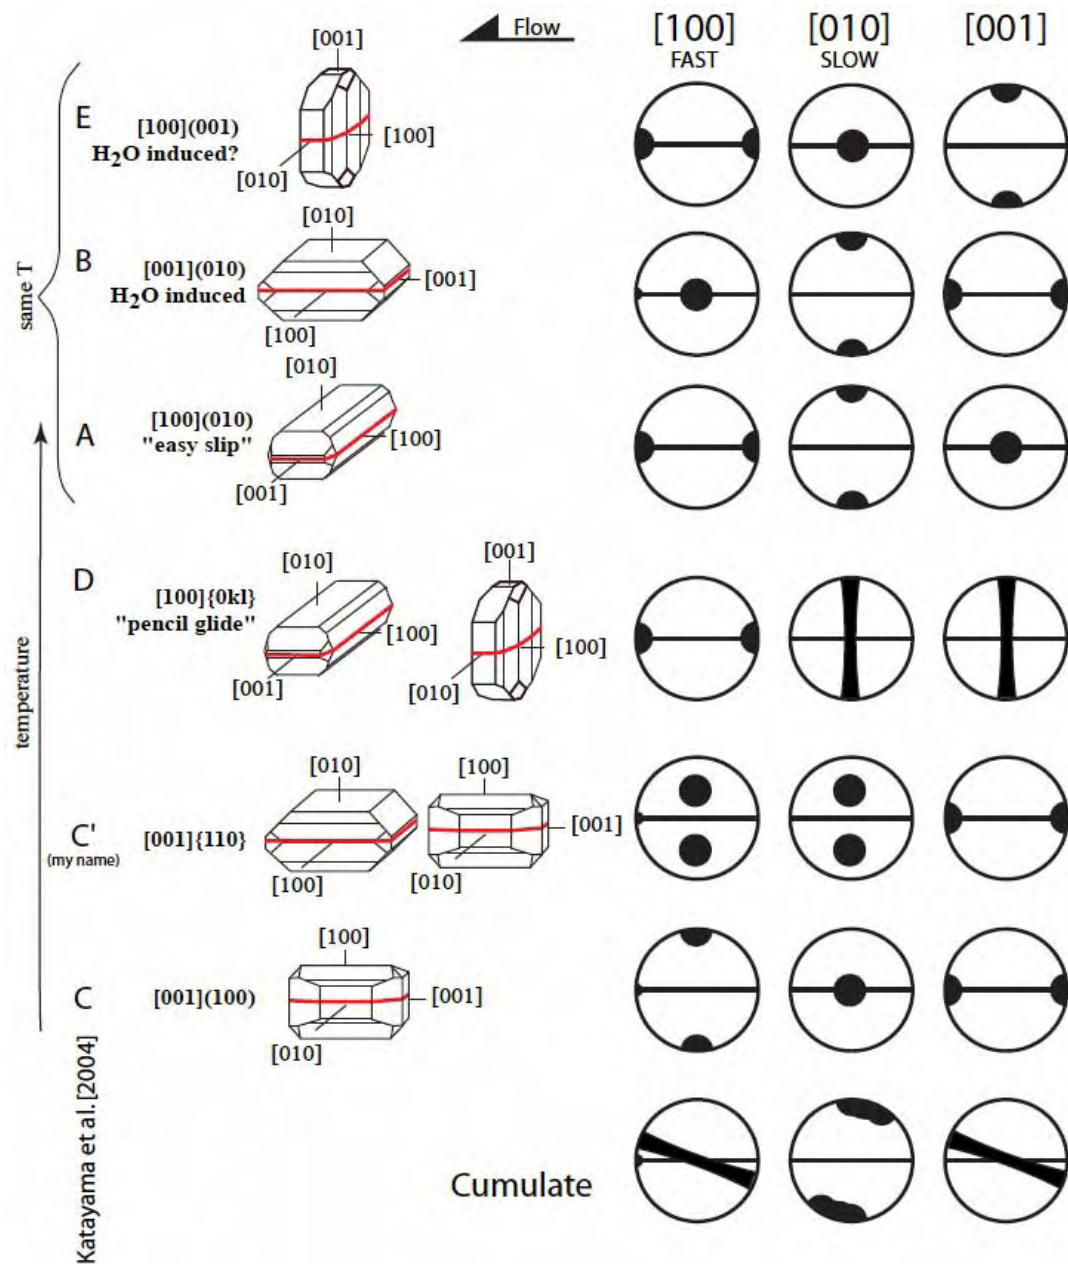 Flow
[100]
FAST
[010]
SLOW
[001]
same T
temperature
Katayama et al. [2004]
E
[100](001)
H2O induced?
[001]
[100]
[010]
B
[001](010)
H2O induced
[010]
[001]
[100]
A
[100](010)
"easy slip"
[010]
[100]
[001]
D
[100]{0kl}
"pencil glide"
[010]
[100]
[001]
[001]
[100]
[010]
C'
(my name)
[001]{110}
[010]
[100]
[100]
[001]
[010]
C
[001](100)
[100]
[001]
[010]
Cumulate